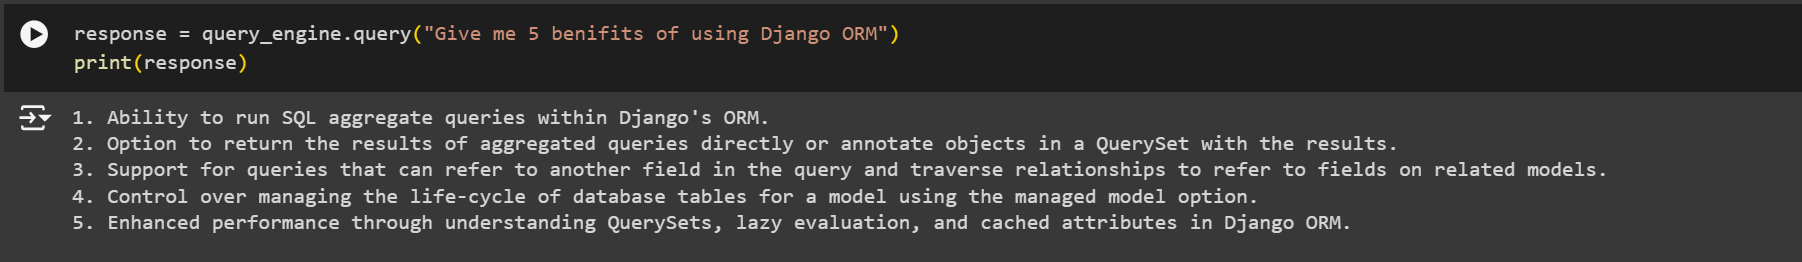 response = query_engine.query("Give me 5 benifits of using Django ORM")
print(response)
1. Ability to run SQL aggregate queries within Django's ORM.
2. Option to return the results of aggregated queries directly or annotate objects in a QuerySet with the results.
3. Support for queries that can refer to another field in the query and traverse relationships to refer to fields on related models.
4. Control over managing the life-cycle of database tables for a model using the managed model option.
5. Enhanced performance through understanding QuerySets, lazy evaluation, and cached attributes in Django ORM.